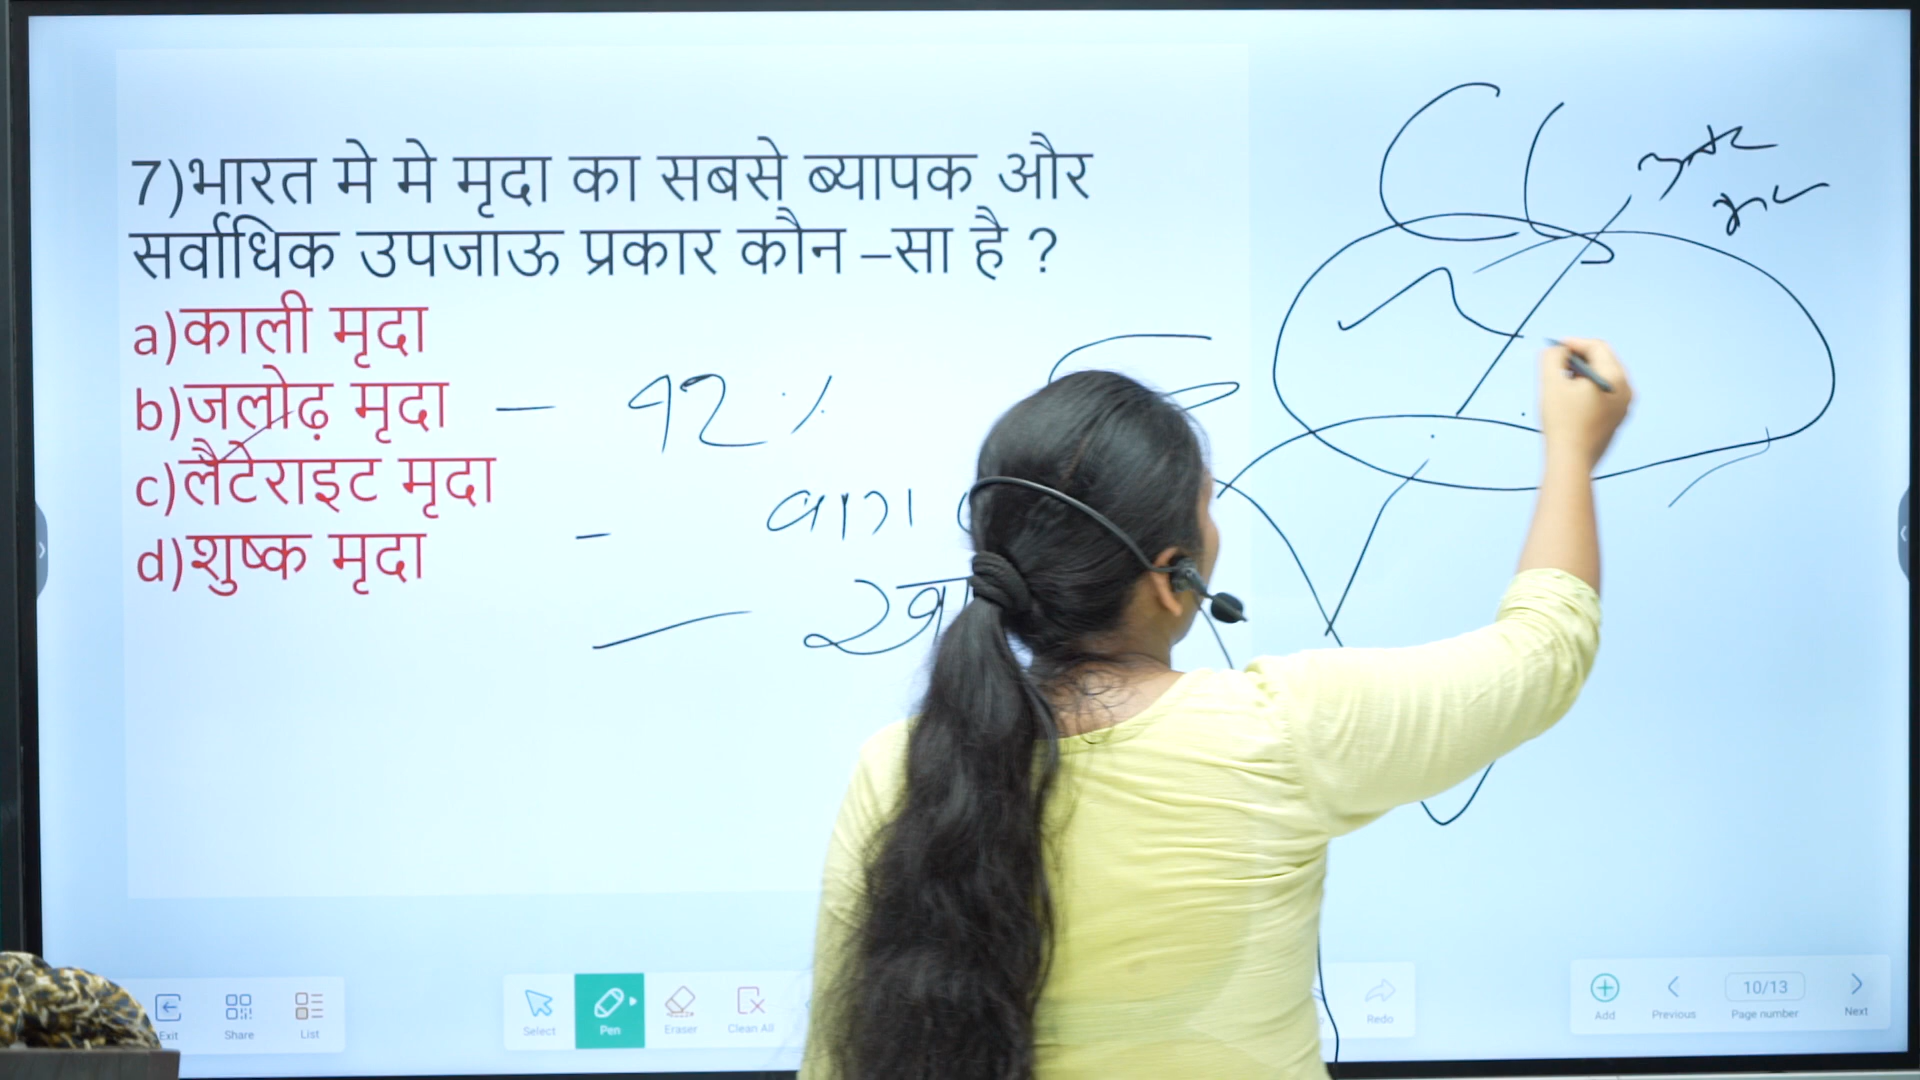 7)भारत मे मे मृदा का सबसे ब्यापक और
सर्वाधिक उपजाऊ प्रकार कौन –सा है ?
a)काली मृदा
b)जलोढ़ मृदा
c)लैटेराइट मृदा
d)शुष्क मृदा
Exit
Share
List
Select
Pen
Eraser
Clean All
Redo
Add
Previous
10/13
Page number
Next